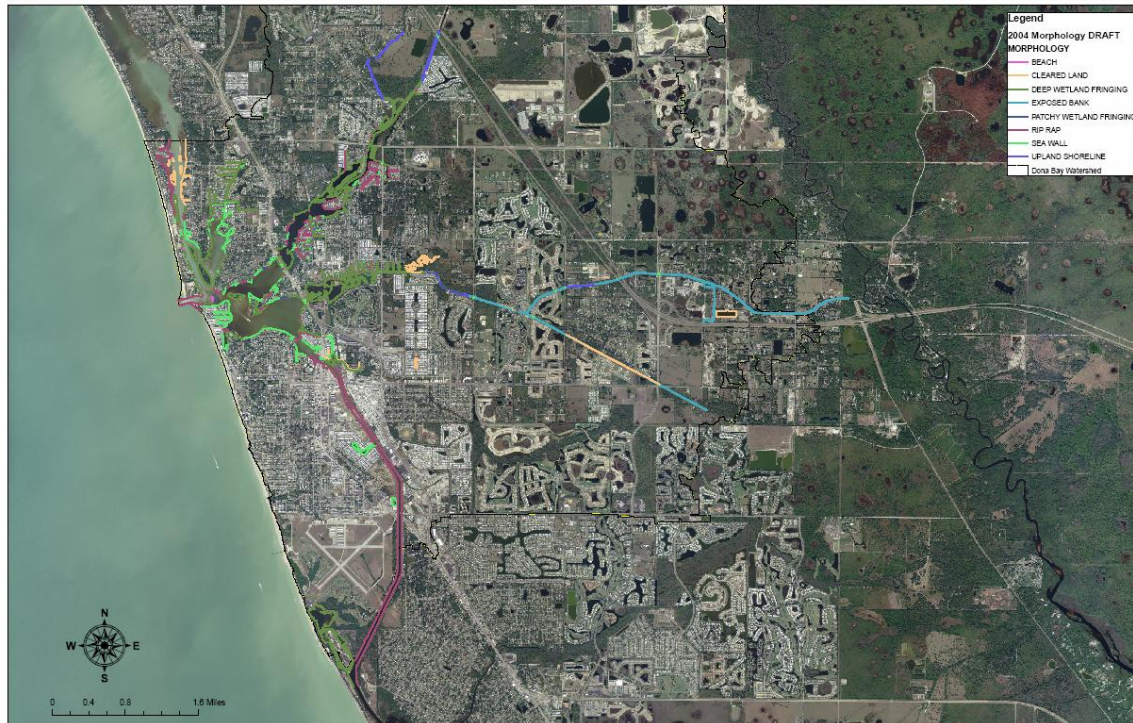 Legend
2004 Morphology DRAFT
MORPHOLOGY
BEACH
CLEARED LAND
DEEP WETLAND FRINGING
EXPOSED BANK
PATCHY WETLAND FRINGING
RIP RAP
SEA WALL
UPLAND SHORELINE
Dona Bay Watershed
N
W E
S
0 0.4 0.8 1.6 Miles